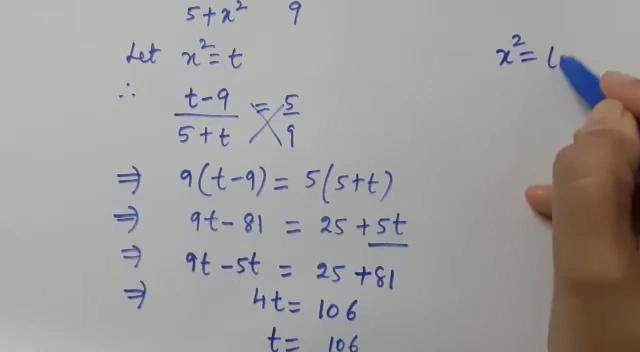 5+x² 9
Let x²=t
∴ t-9/5+t = 5/9
⇒ 9(t-9) = 5(5+t)
⇒ 9t-81 = 25+5t
⇒ 9t-5t = 25+81
⇒ 4t = 106
t = 106
x² =